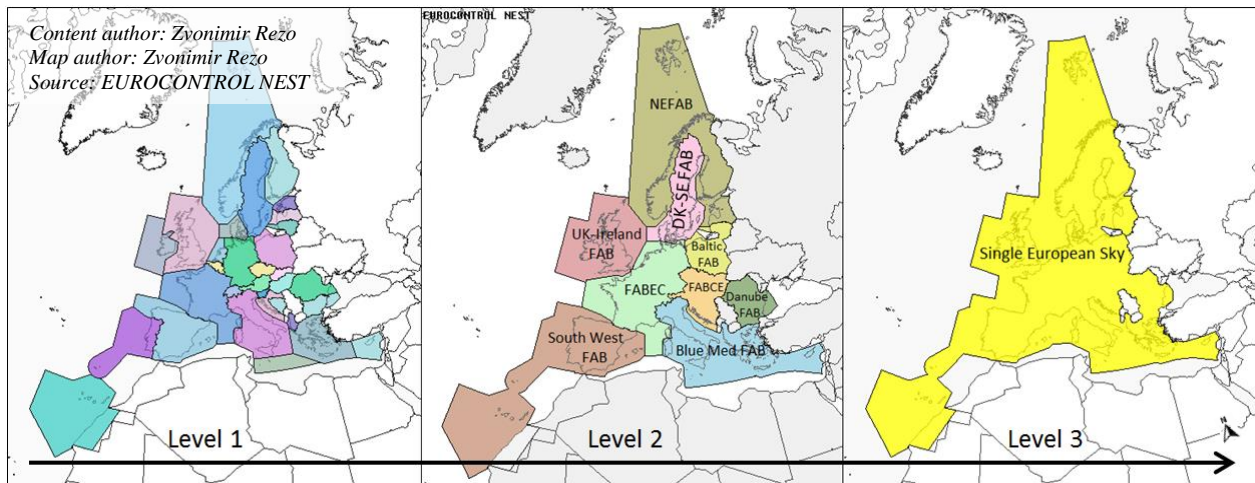 Content author: Zvonimir Rezo
Map author: Zvonimir Rezo
Source: EUROCONTROL NEST
Level 1
EUROCONTROL NEST
NEFAB
DK-SE FAB
UK-Ireland
FAB
Baltic
FAB
FABEC
FABCE
Danube
FAB
South West
FAB
Blue Med FAB
Level 2
Single European Sky
Level 3
N